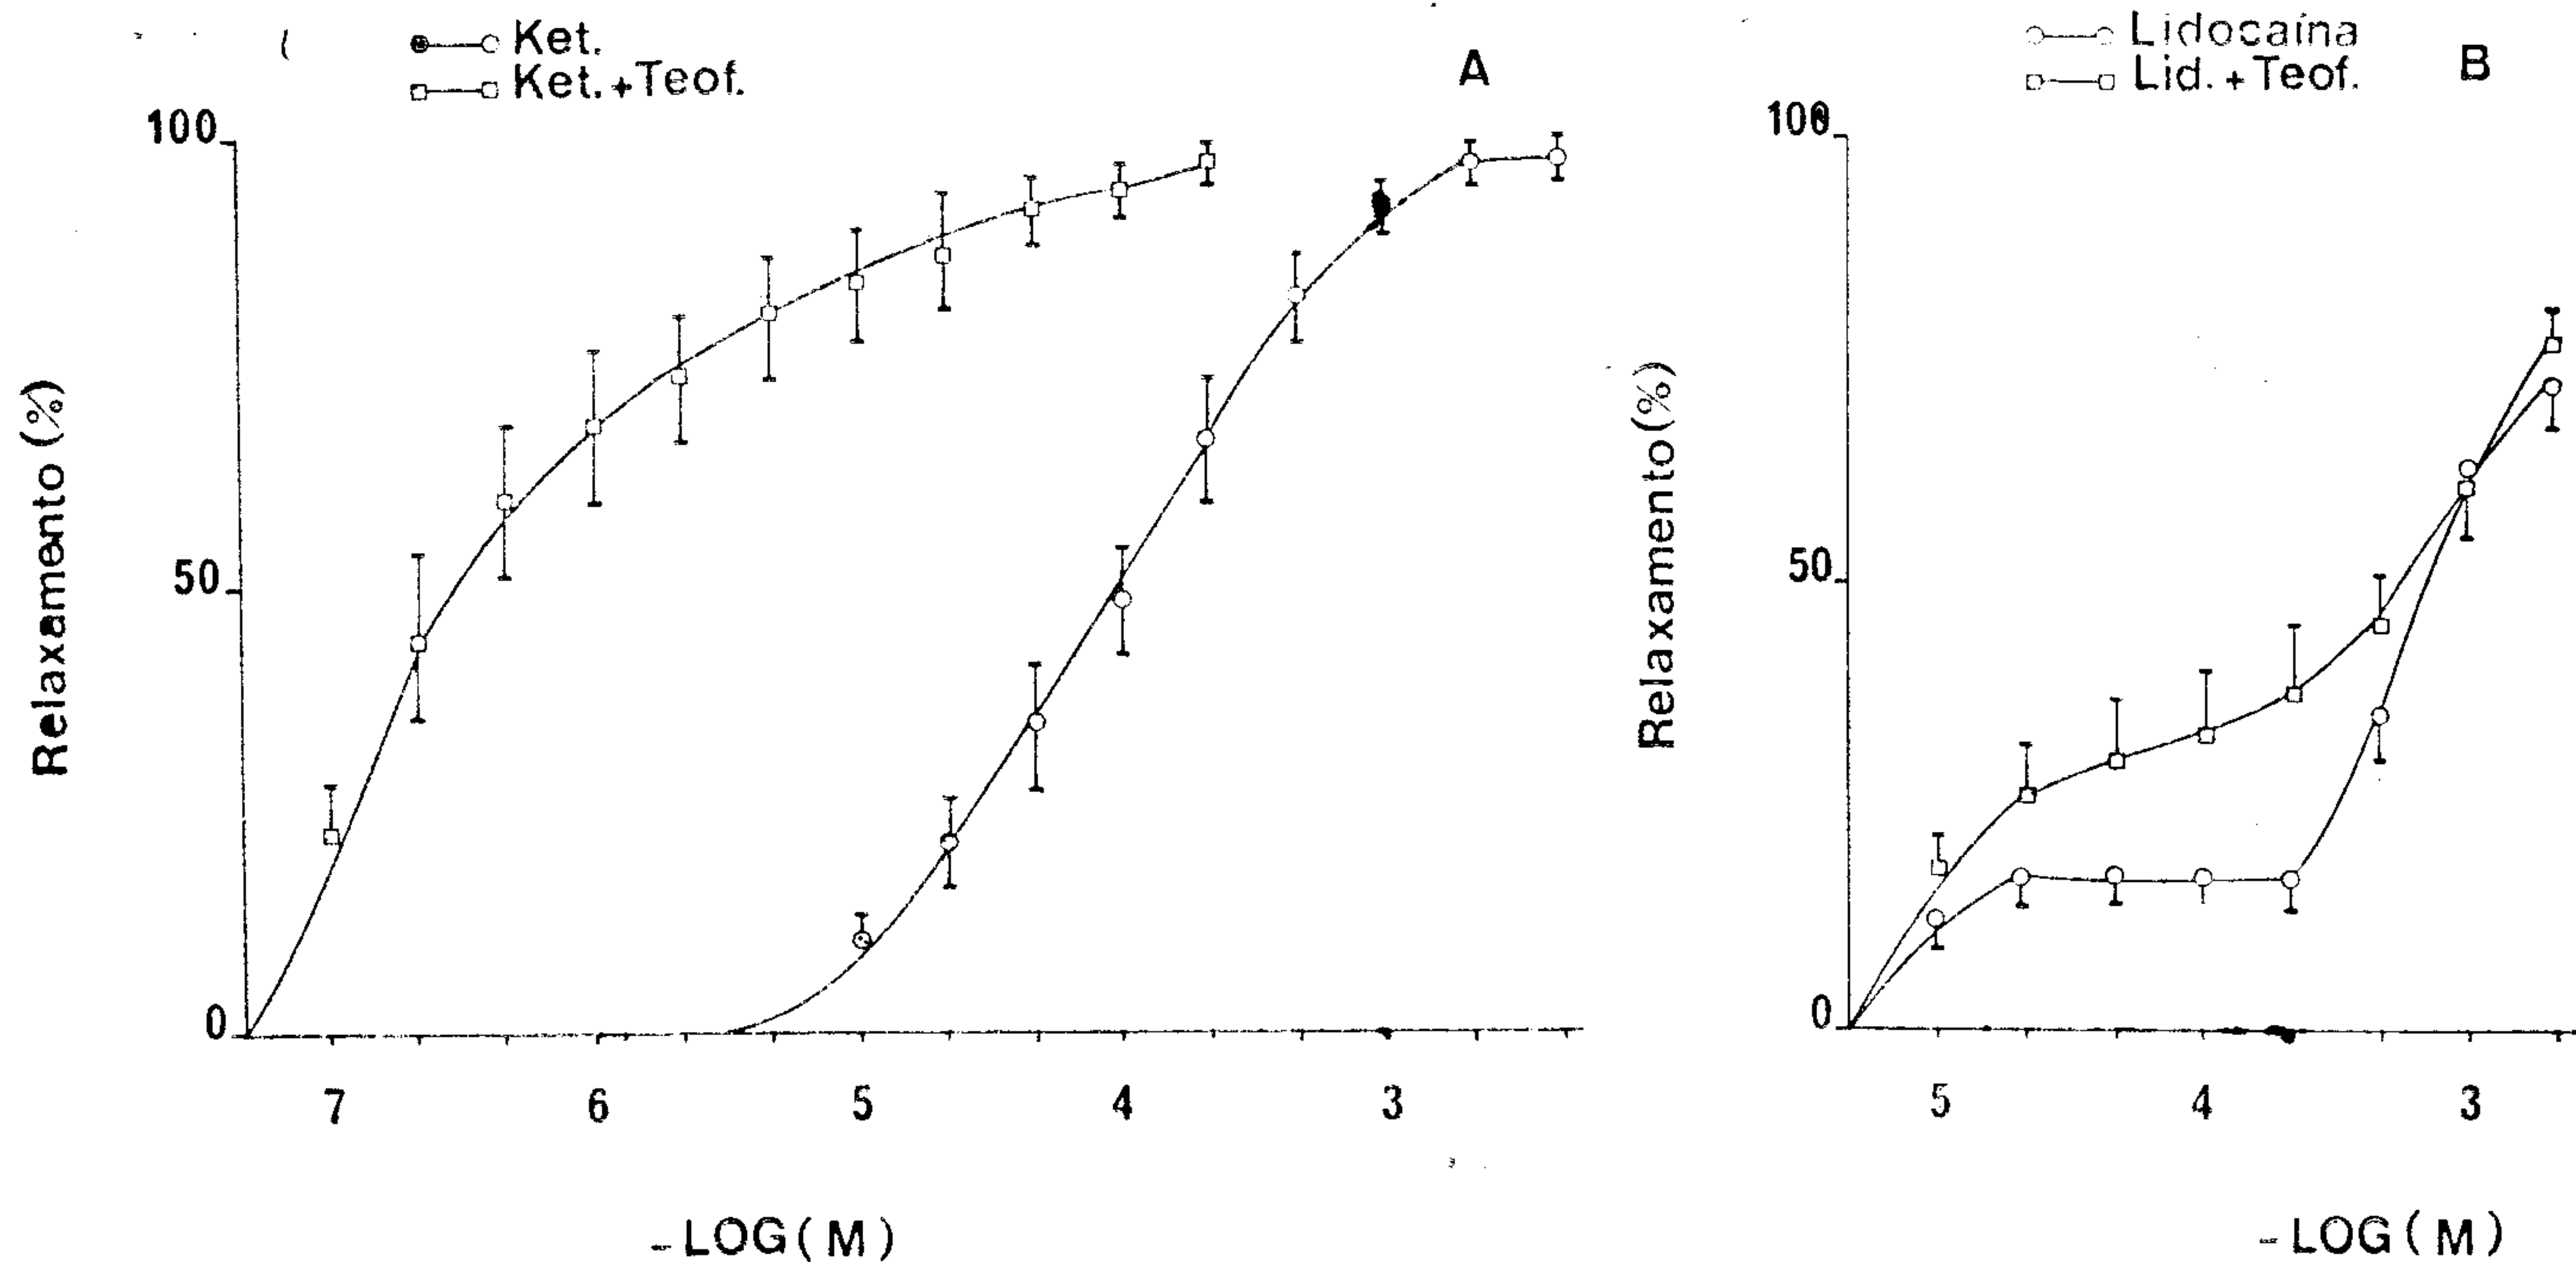 Ket.
Ket.+Teof.
A
100
50
0
Relaxamento (%)
7 6 5 4 3
-LOG(M)
Lidocaína
Lid.+Teof.
B
100
50
0
Relaxamento (%)
5 4 3
-LOG(M)